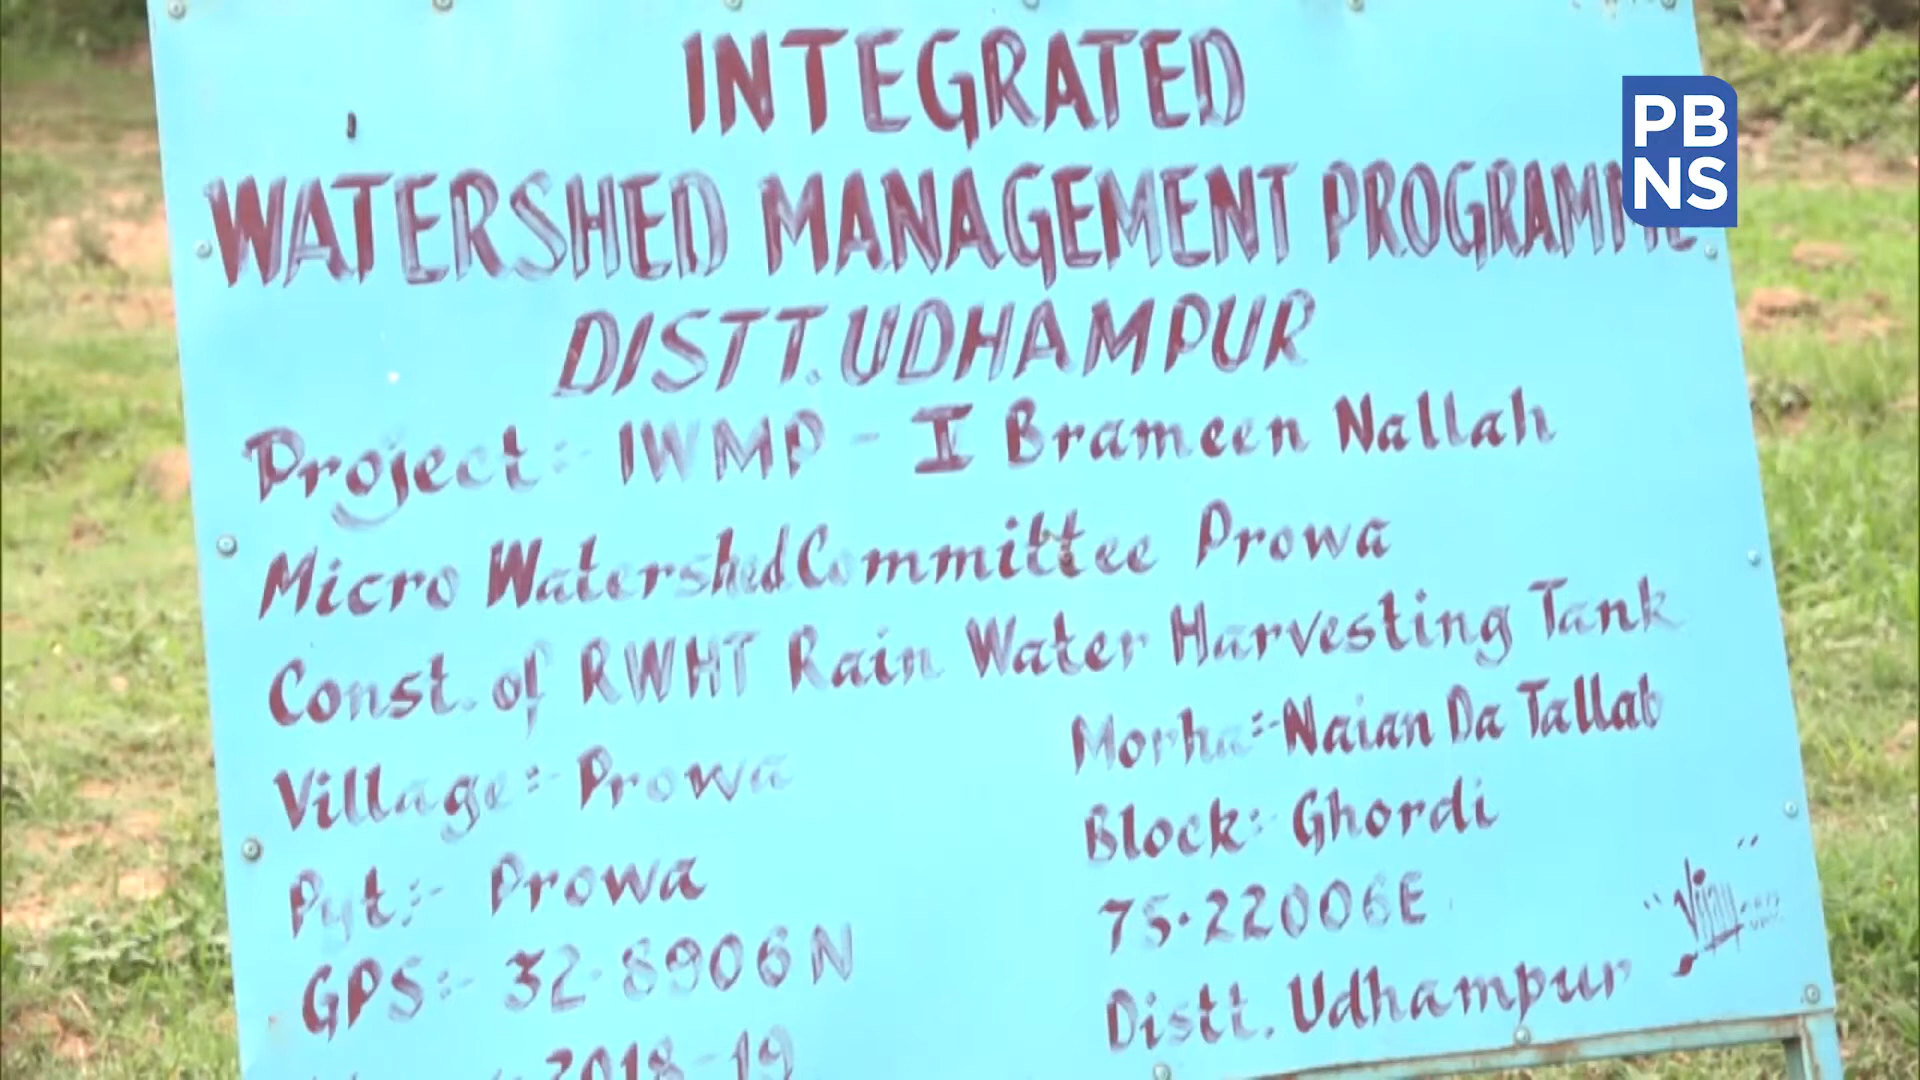 INTEGRATED
WATERSHED MANAGEMENT PROGRAMME
DISTT. UDHAMPUR
Project:- IWMP - I Brameen Nallah
Micro Watershed Committee Prowa
Const. of RWHT Rain Water Harvesting Tank
Village:- Prowa
Morha:- Naian Da Tallab
Pyt:- Prowa
Block:- Ghordi
GPS:- 32.8906N
75.22006E
2018-19
Distt. Udhampur
"Vijay
PB
NS